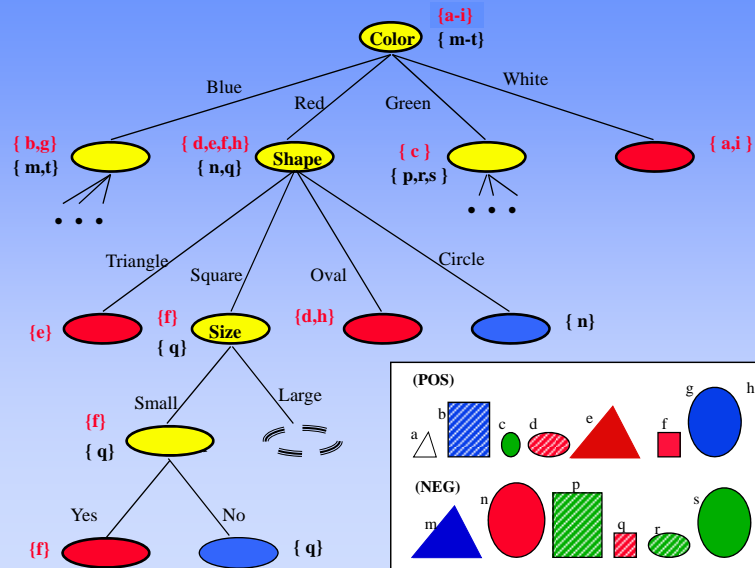 {a-i}
Color
{ m-t}
Blue
Red
Green
White
{ b,g}
{ m,t}
{ d,e,f,h}
{ n,q}
Shape
{ c }
{ p,r,s }
{ a,i }
• • •
• • •
Triangle
Square
Oval
Circle
{e}
{f}
{ q}
Size
{d,h}
{ n}
Small
Large
{f}
{ q}
Yes
No
{f}
{ q}
(POS)
a
b
c
d
e
f
g
h
(NEG)
m
n
p
q
r
s